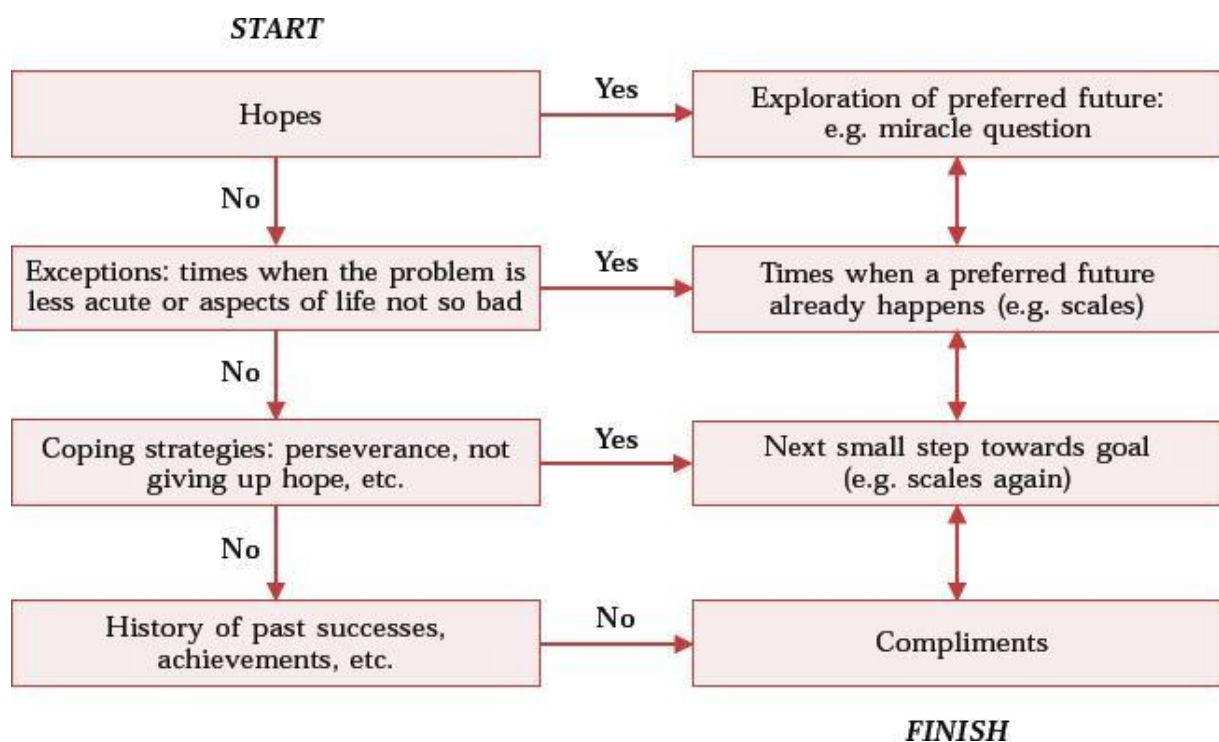 START
Hopes
Yes
Exploration of preferred future:
e.g. miracle question
No
Exceptions: times when the problem is
less acute or aspects of life not so bad
Yes
Times when a preferred future
already happens (e.g. scales)
No
Coping strategies: perseverance, not
giving up hope, etc.
Yes
Next small step towards goal
(e.g. scales again)
No
History of past successes,
achievements, etc.
No
Compliments
FINISH